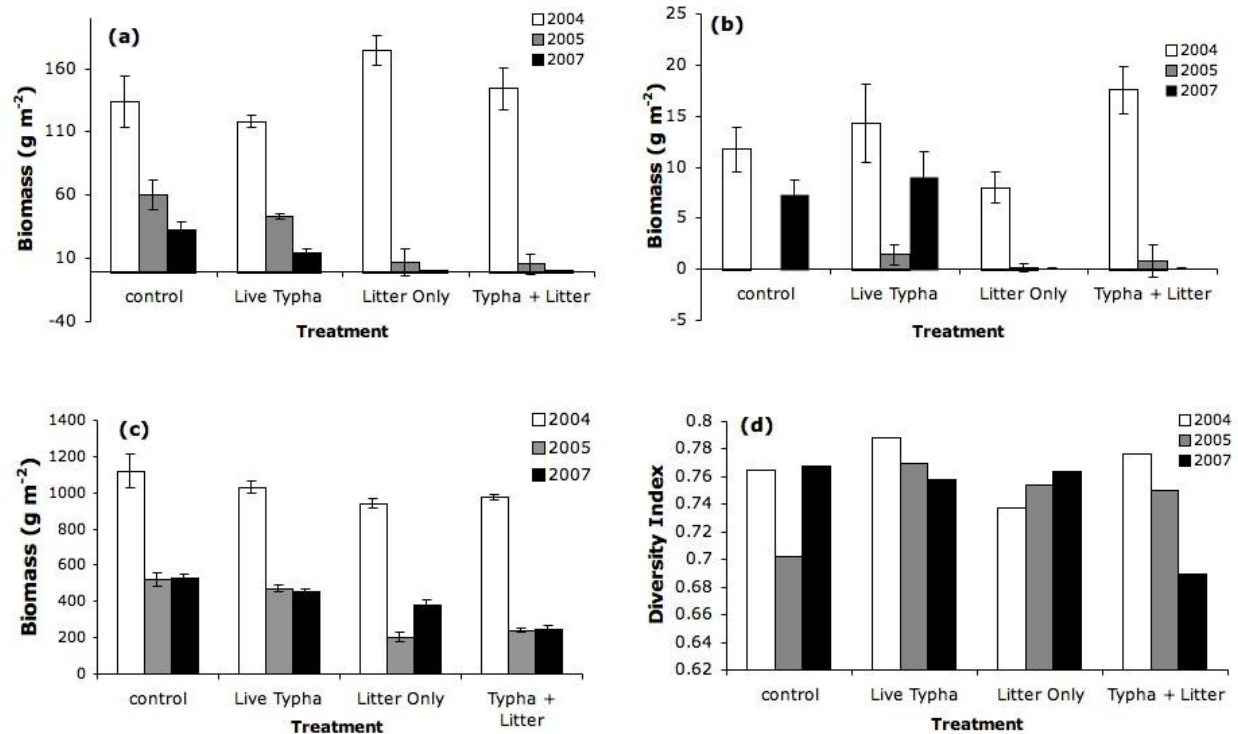 (a)
2004
2005
2007
Biomass (g m⁻²)
160
110
60
10
-40
control Live Typha Litter Only Typha + Litter
Treatment
(b)
2004
2005
2007
Biomass (g m⁻²)
25
20
15
10
5
0
-5
control Live Typha Litter Only Typha + Litter
Treatment
(c)
2004
2005
2007
Biomass (g m⁻²)
1400
1200
1000
800
600
400
200
0
control Live Typha Litter Only Typha +
Litter
Treatment
(d)
2004
2005
2007
Diversity Index
0.8
0.78
0.76
0.74
0.72
0.7
0.68
0.66
0.64
0.62
control Live Typha Litter Only Typha + Litter
Treatment